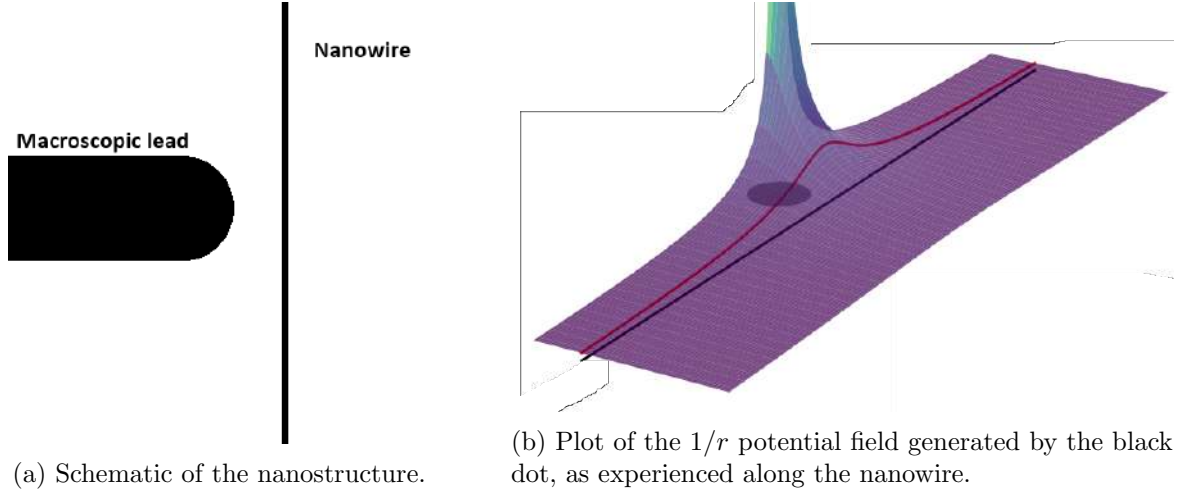 Nanowire
Macroscopic lead
(a) Schematic of the nanostructure.
(b) Plot of the 1/r potential field generated by the black
dot, as experienced along the nanowire.